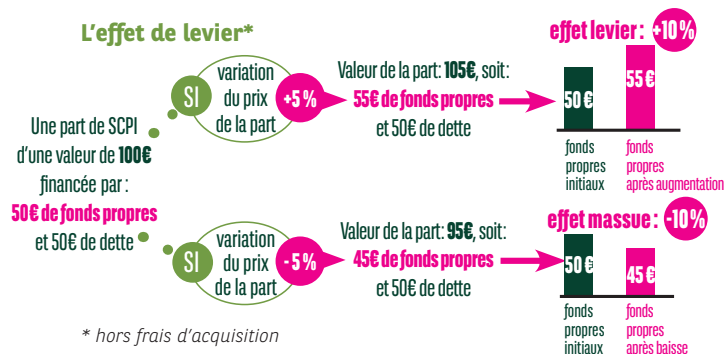 L'effet de levier*
Une part de SCPI
d'une valeur de 100€
financée par :
50€ de fonds propres
et 50€ de dette
SI
variation
du prix
de la part
+5%
Valeur de la part: 105€, soit:
55€ de fonds propres
et 50€ de dette
effet levier: +10%
50 €
55 €
fonds
propres
initiaux
fonds
propres
après augmentation
SI
variation
du prix
de la part
-5%
Valeur de la part: 95€, soit:
45€ de fonds propres
et 50€ de dette
effet massue: -10%
50 €
45 €
fonds
propres
initiaux
fonds
propres
après baisse
* hors frais d'acquisition